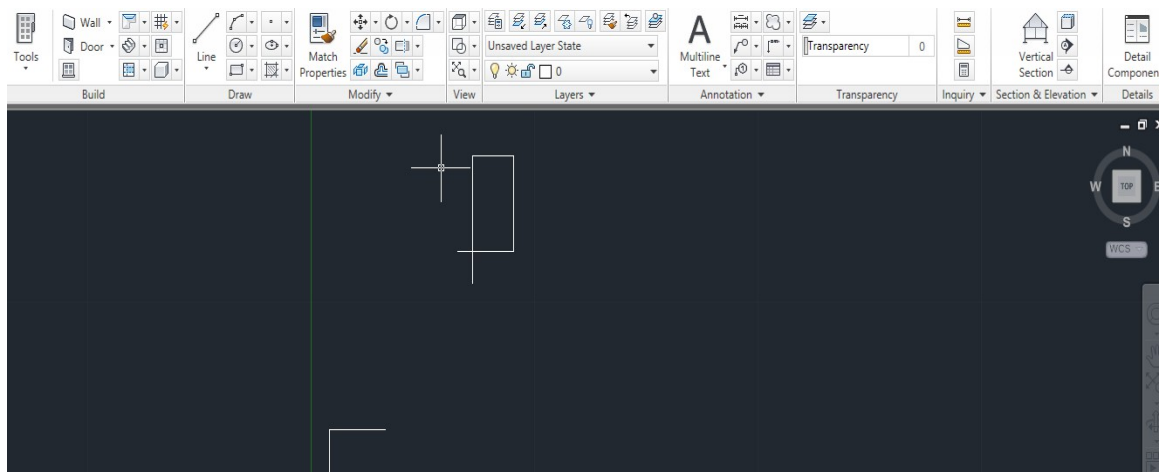 Tools
Wall
Door
Build
Line
Draw
Match
Properties
Modify
View
Unsaved Layer State
0
Layers
A
Multiline
Text
Annotation
Transparency 0
Transparency
Inquiry
Vertical
Section
Section & Elevation
Detail
Componen
Details
N
W TOP E
S
WCS